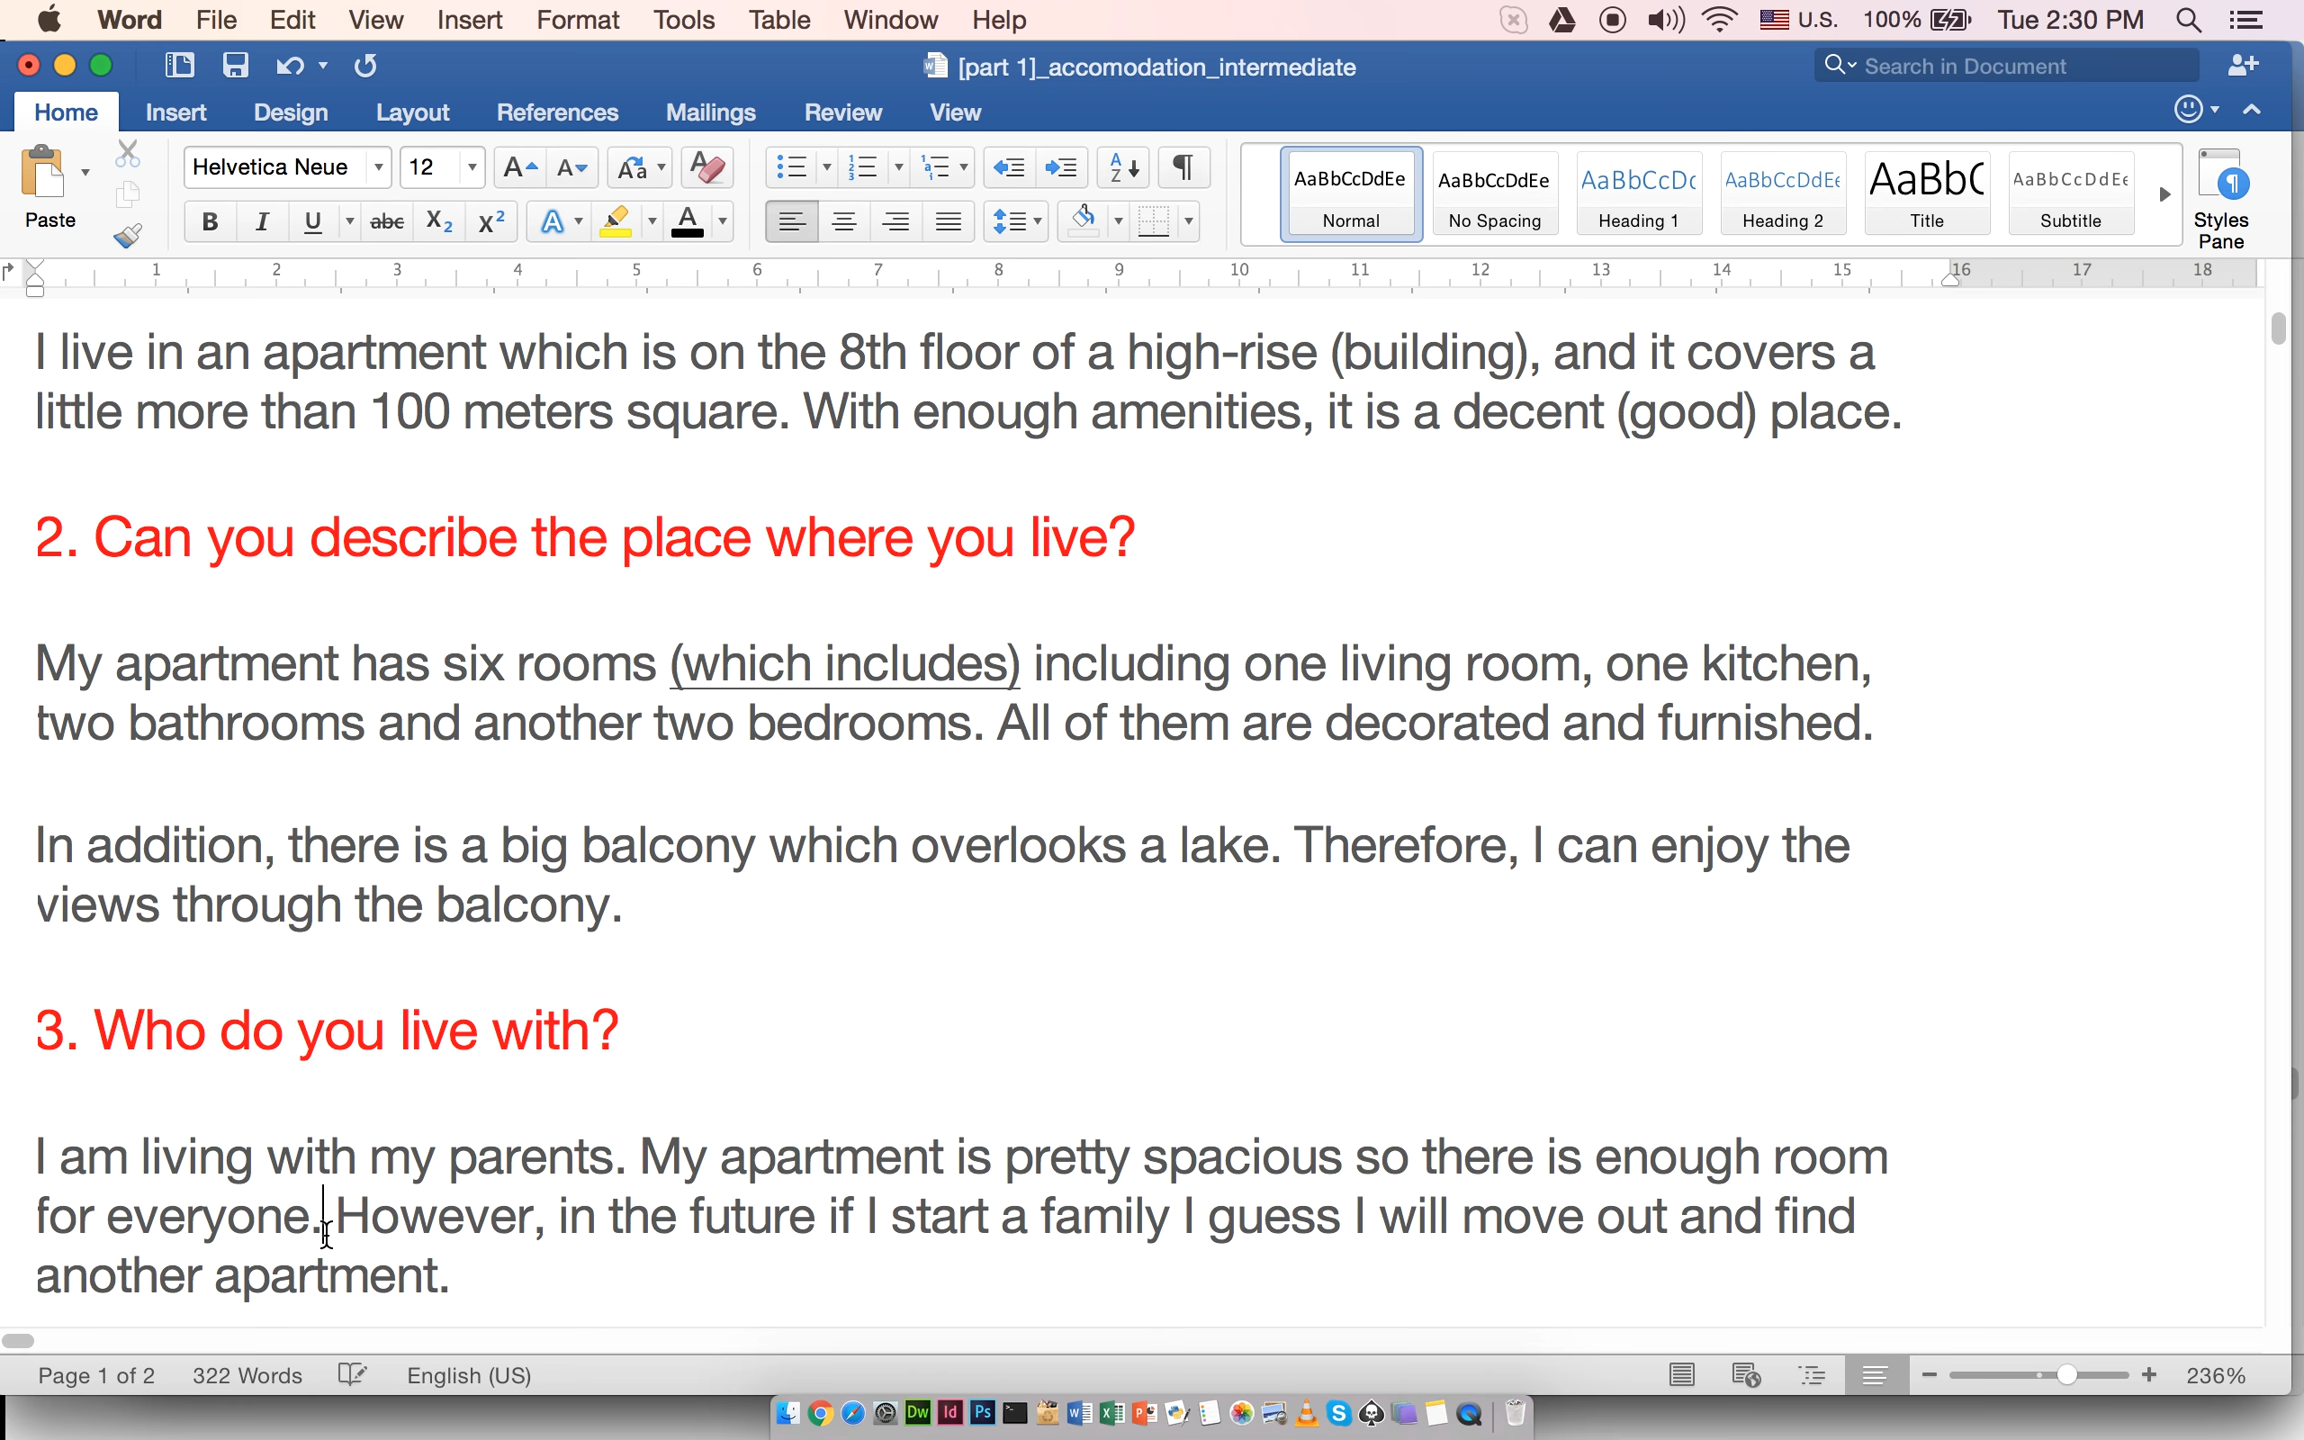 Word File Edit View Insert Format Tools Table Window Help U.S. 100% Tue 2:30 PM
[part 1]_accomodation_intermediate Search in Document
Home Insert Design Layout References Mailings Review View
Paste Helvetica Neue 12 AaBbCcDdEe AaBbCcDdEe AaBbCcDc AaBbCcDdEe AaBbC AaBbCcDdEe
Normal No Spacing Heading 1 Heading 2 Title Subtitle Styles Pane
1 2 3 4 5 6 7 8 9 10 11 12 13 14 15 16 17 18
I live in an apartment which is on the 8th floor of a high-rise (building), and it covers a
little more than 100 meters square. With enough amenities, it is a decent (good) place.
2. Can you describe the place where you live?
My apartment has six rooms (which includes) including one living room, one kitchen,
two bathrooms and another two bedrooms. All of them are decorated and furnished.
In addition, there is a big balcony which overlooks a lake. Therefore, I can enjoy the
views through the balcony.
3. Who do you live with?
I am living with my parents. My apartment is pretty spacious so there is enough room
for everyone. However, in the future if I start a family I guess I will move out and find
another apartment.
Page 1 of 2 322 Words English (US) 236%
Dw Id Ps